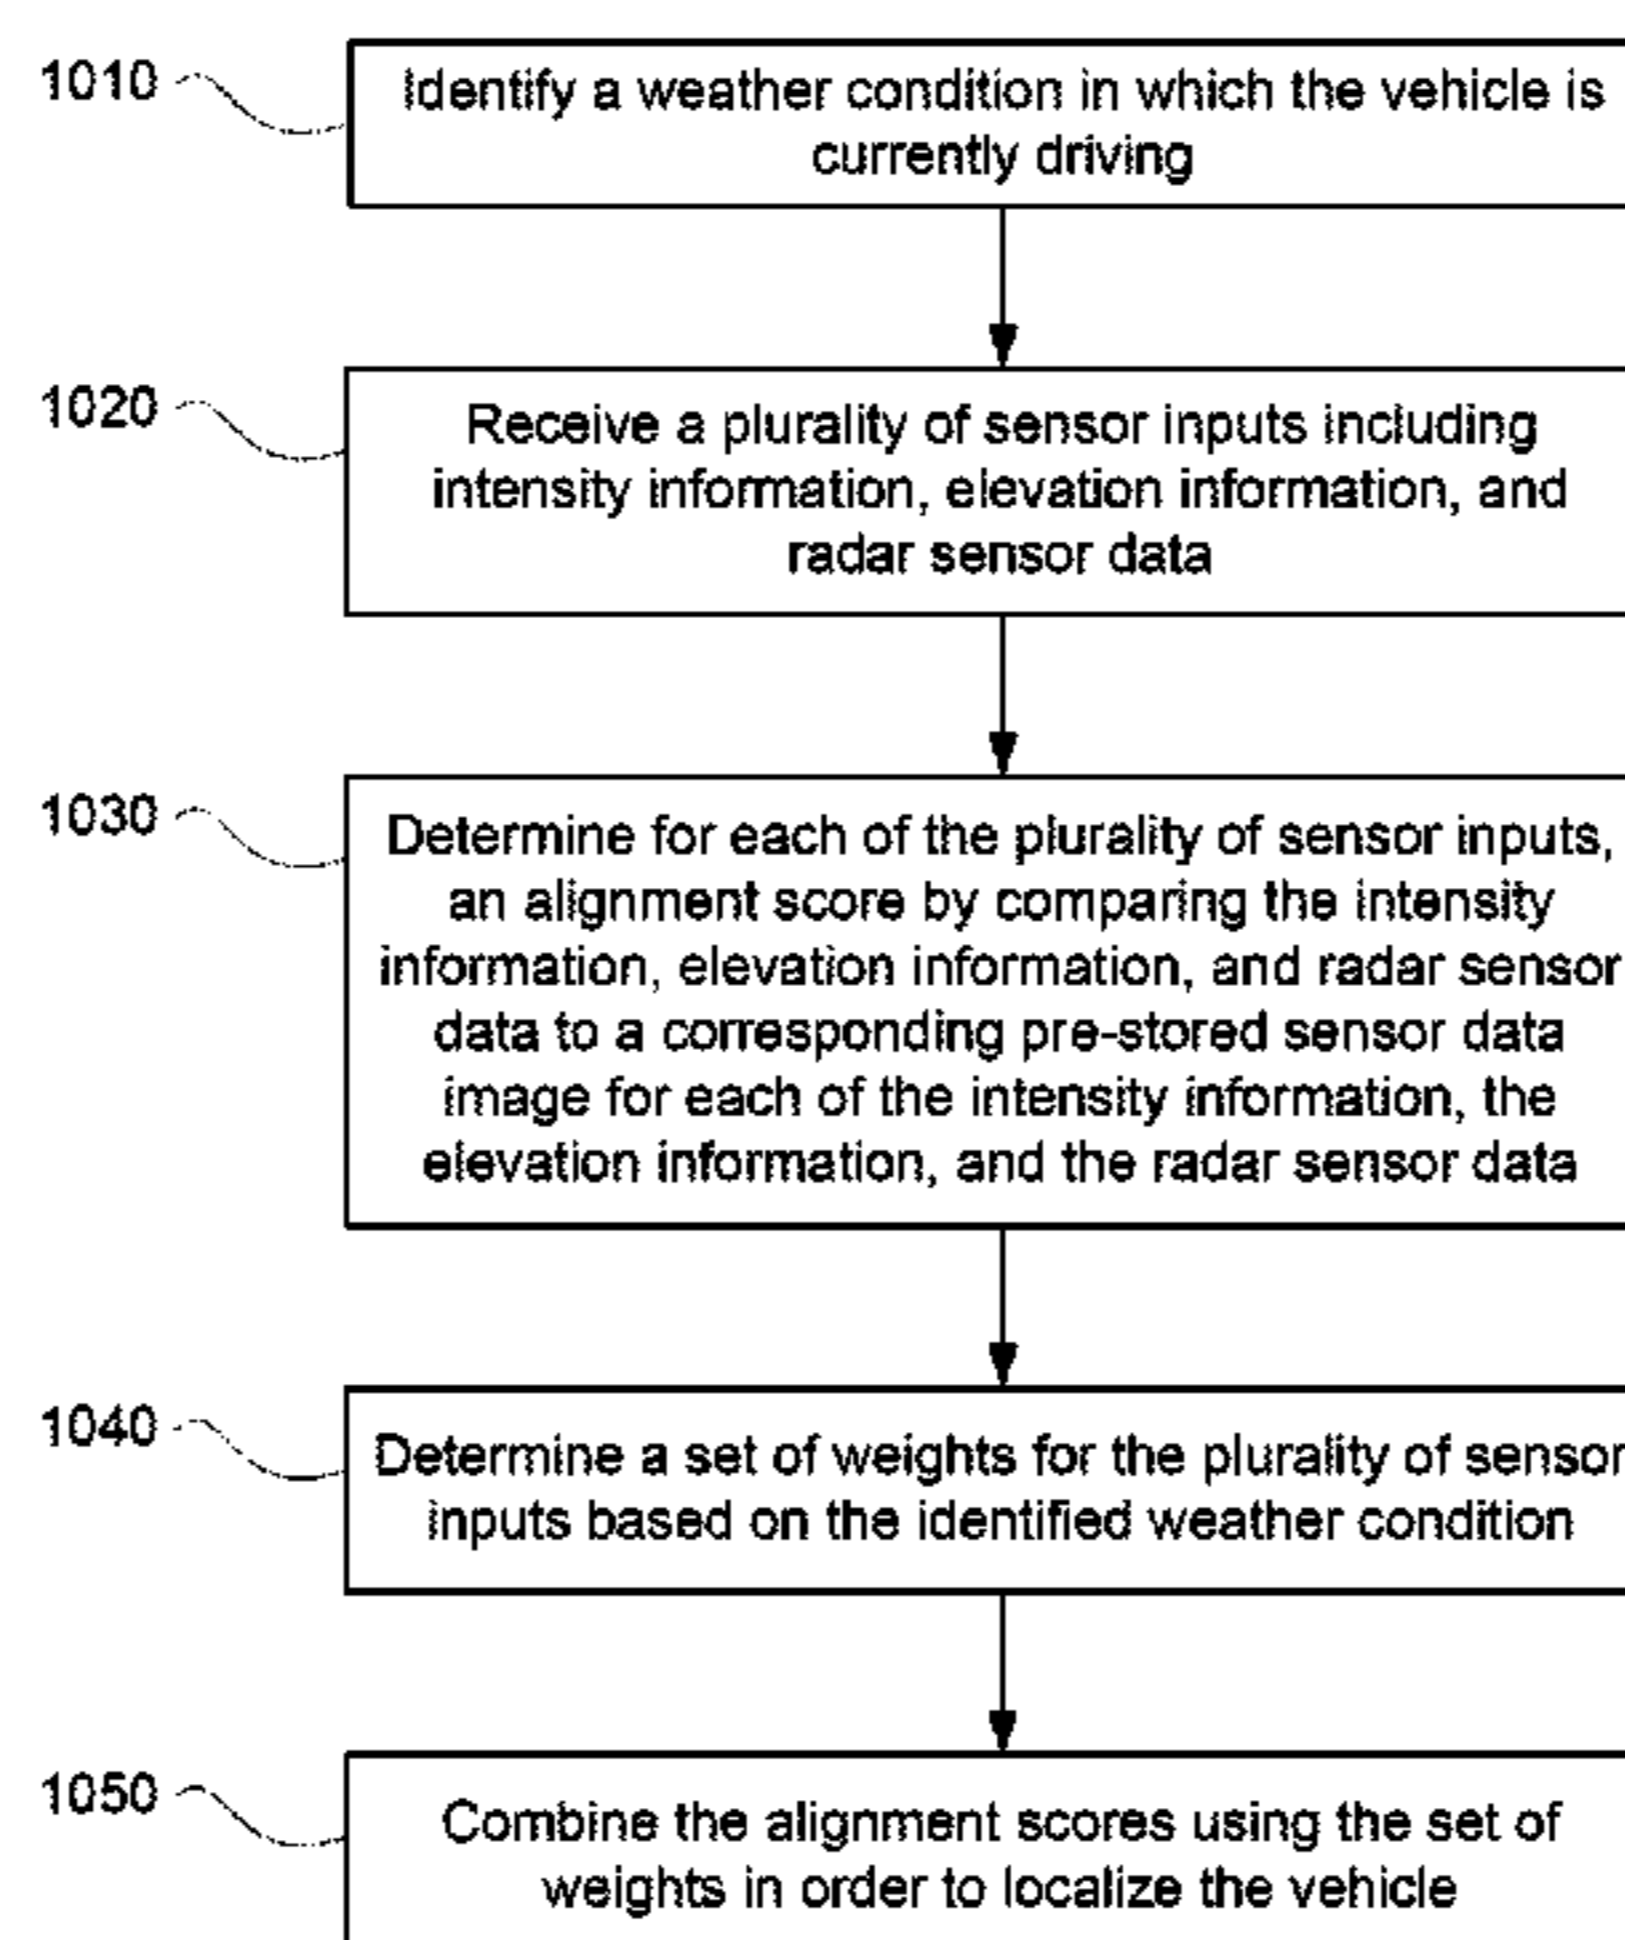 1010
Identify a weather condition in which the vehicle is
currently driving
1020
Receive a plurality of sensor inputs including
intensity information, elevation information, and
radar sensor data
1030
Determine for each of the plurality of sensor inputs,
an alignment score by comparing the intensity
information, elevation information, and radar sensor
data to a corresponding pre-stored sensor data
image for each of the intensity information, the
elevation information, and the radar sensor data
1040
Determine a set of weights for the plurality of sensor
inputs based on the identified weather condition
1050
Combine the alignment scores using the set of
weights in order to localize the vehicle